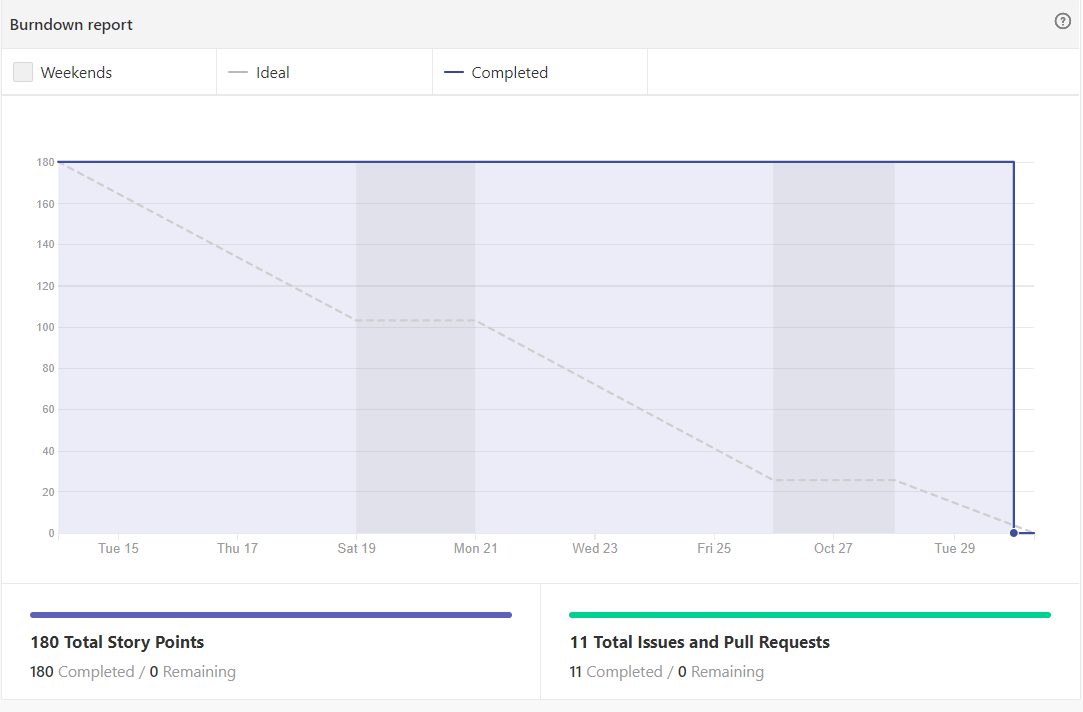 Burndown report
?
Weekends
Ideal
Completed
180
160
140
120
100
80
60
40
20
0
Tue 15 Thu 17 Sat 19 Mon 21 Wed 23 Fri 25 Oct 27 Tue 29
180 Total Story Points
180 Completed / 0 Remaining
11 Total Issues and Pull Requests
11 Completed / 0 Remaining